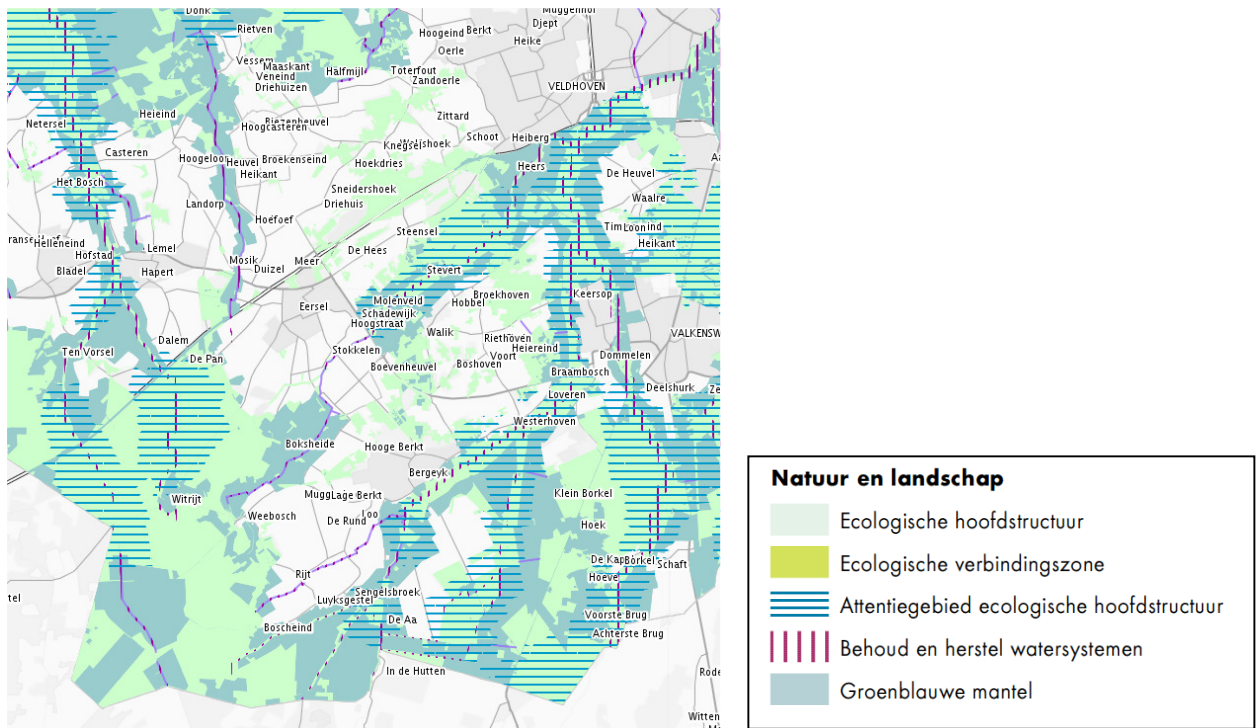 Donk
Muggenhof
Rietven
Hoogeind
Berkt
Djept
Heike
Oerle
Vessem
Maaskant
Halfmijl
Toterfout
Veneind
Zandoerle
Driehuizen
VELDHOVEN
Heieind
Zittard
Netersel
Hoogcasteren
Schoot
Heiberg
Casteren
Knegsel
Hoogeloon
Heuvel
Broekenseind
Hoekdries
Heers
Heikant
De Heuvel
Het Bosch
Sneidershoek
Landorp
Driehuis
Waalre
Hoefoef
Steensel
Loon
Helleneind
Lemel
De Hees
Heikant
Hofstad
Mosik
Meer
Bladel
Hapert
Duizel
Stevert
Eersel
Molenveld
Broekhoven
Keersop
Hobbel
Schadewijk
Hoogstraat
Walik
VALKENSW
Dalem
Riethoven
Ten Vorsel
Stokkelen
Heiereind
De Pan
Voort
Dommelen
Boevenheuvel
Boshoven
Braambosch
Deelshurk
Ze
Loveren
Westerhoven
Boksheide
Hooge Berkt
Bergeyk
Witrijt
Lage Berkt
Klein Borkel
Weebosch
De Rund
Loo
Hoek
Borkel
Schaft
Rijt
Hoeve
tel
Luyksgestel
Sengelsbroek
Boscheind
De Aa
Voorste Brug
Achterste Brug
In de Hutten
Rode
Witten
Natuur en landschap
Ecologische hoofdstructuur
Ecologische verbindingszone
Attentiegebied ecologische hoofdstructuur
Behoud en herstel watersystemen
Groenblauwe mantel